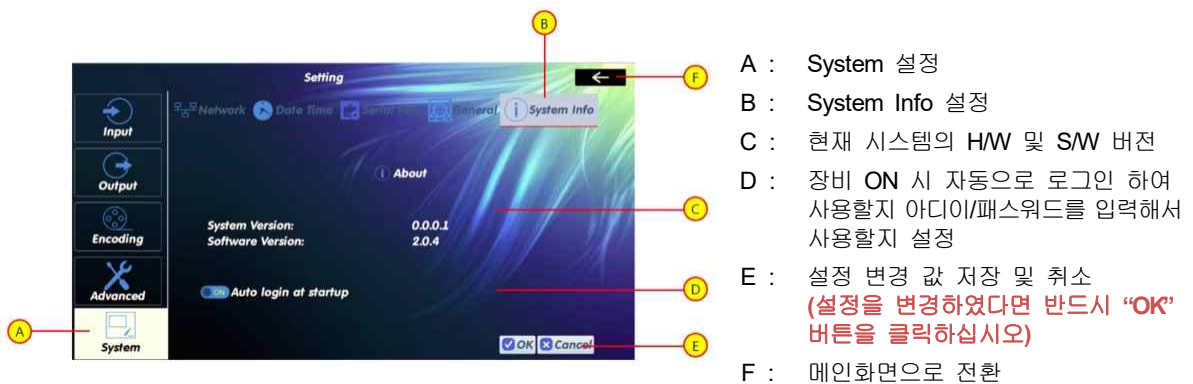 B
Setting
F
Network Date Time Serial Port General System Info
Input
About
Output
C
System Version: 0.0.0.1
Software Version: 2.0.4
Encoding
ON Auto login at startup
D
Advanced
A
System
OK Cancel
E
A : System 설정
B : System Info 설정
C : 현재 시스템의 H/W 및 S/W 버전
D : 장비 ON 시 자동으로 로그인 하여
사용할지 아디이/패스워드를 입력해서
사용할지 설정
E : 설정 변경 값 저장 및 취소
(설정을 변경하였다면 반드시 “OK”
버튼을 클릭하십시오)
F : 메인화면으로 전환